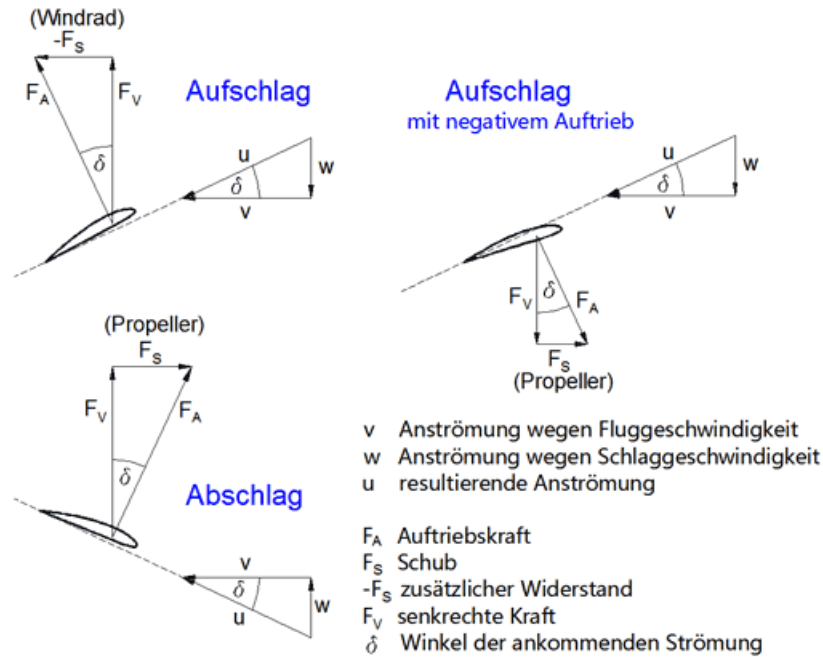 (Windrad)
-FS
FA
FV
δ
Aufschlag
u
δ
w
v
Aufschlag
mit negativem Auftrieb
u
δ
w
v
FV
δ
FA
FS
(Propeller)
(Propeller)
FS
FV
FA
δ
Abschlag
v
δ
u
w
v Anströmung wegen Fluggeschwindigkeit
w Anströmung wegen Schlaggeschwindigkeit
u resultierende Anströmung
FA Auftriebskraft
FS Schub
-FS zusätzlicher Widerstand
FV senkrechte Kraft
δ Winkel der ankommenden Strömung